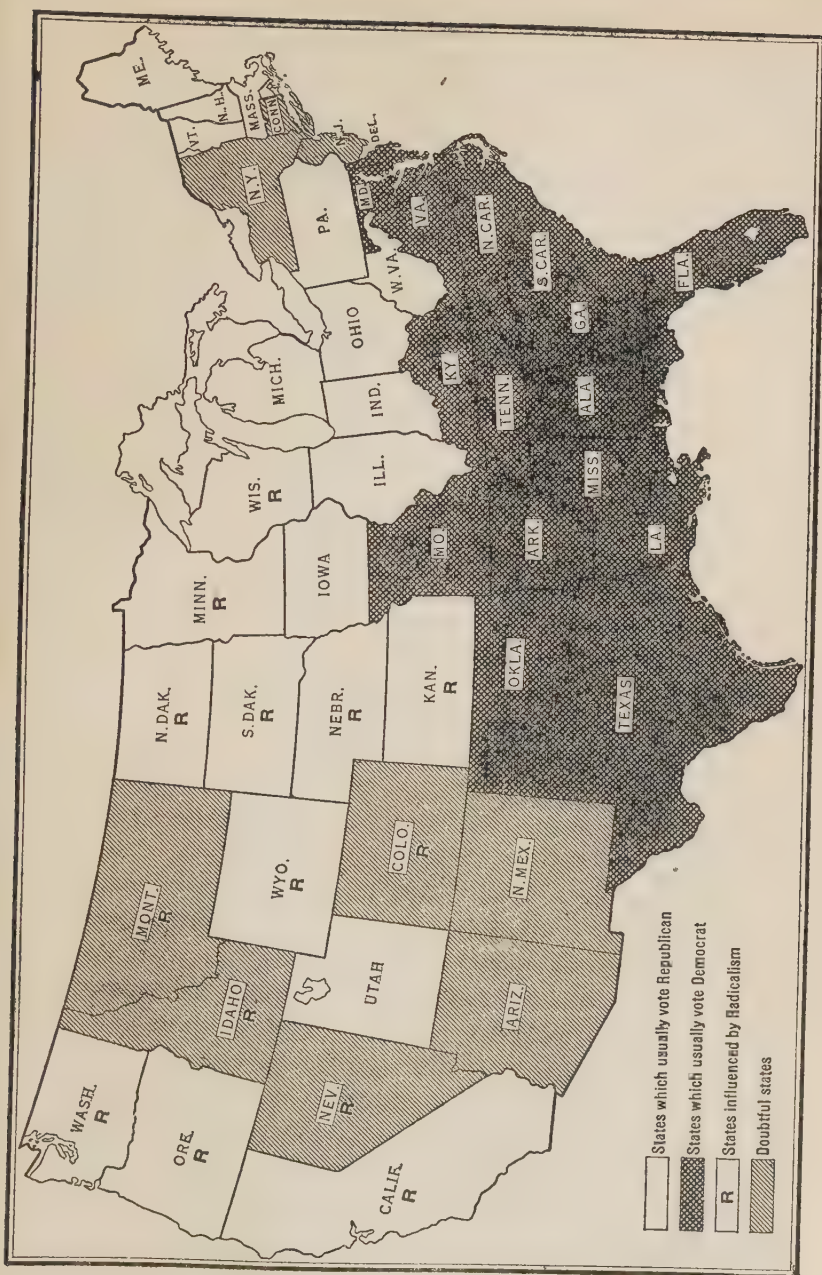 WASH.
R
ORE.
R
CALIF.
R
NEV.
R
IDAHO
R
MONT.
R
WYO.
R
UTAH
ARIZ.
COLO.
R
N.MEX.
N.DAK.
R
S.DAK.
R
NEBR.
R
KAN.
R
OKLA.
TEXAS
MINN.
R
IOWA
MO.
ARK.
LA.
WIS.
R
ILL.
MICH.
IND.
OHIO
KY
TENN.
MISS.
ALA
GA.
FLA.
S.CAR.
N.CAR.
VA.
W.VA.
MD.
DEL.
PA.
N.J.
N.Y.
CONN
MASS.
VT.
N.H.
ME.
States which usually vote Republican
States which usually vote Democrat
R States influenced by Radicalism
Doubtful states